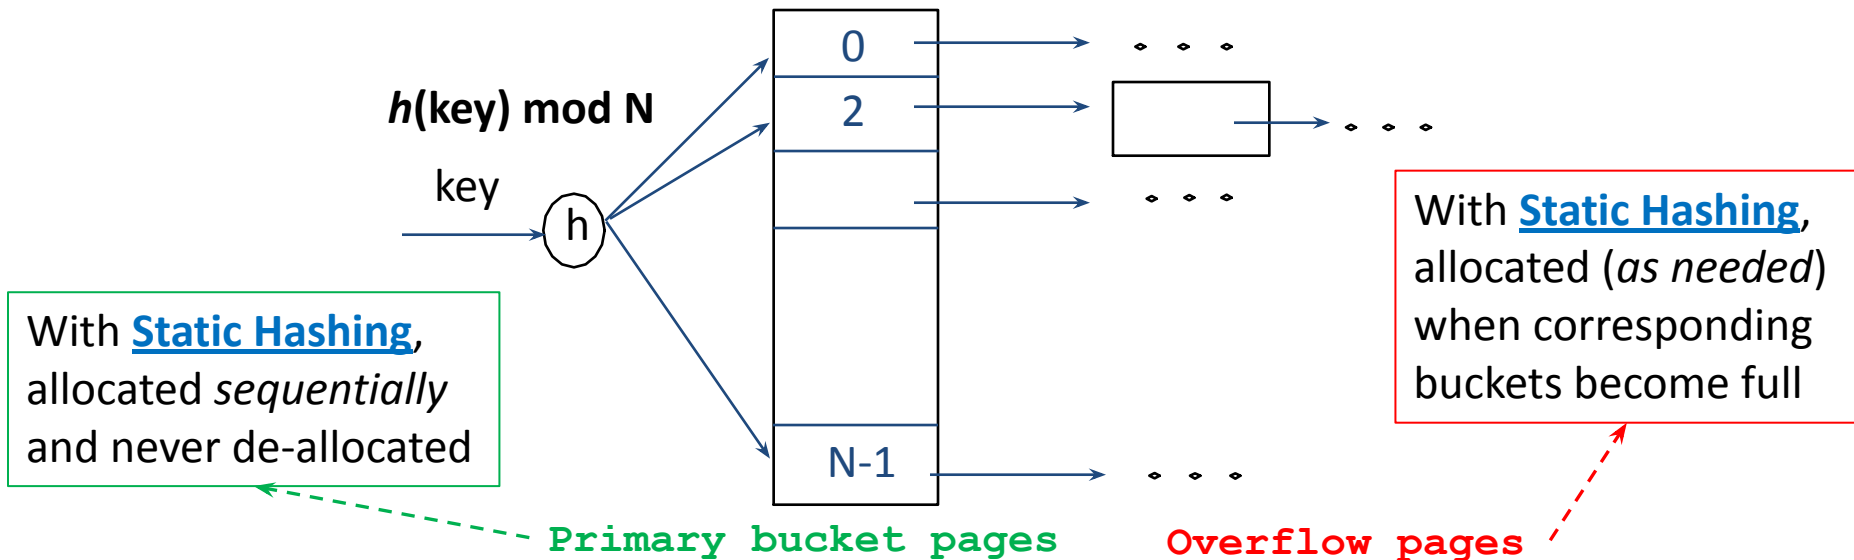 0
h(key) mod N
2
key
h
With Static Hashing,
allocated (as needed)
when corresponding
buckets become full
With Static Hashing,
allocated sequentially
and never de-allocated
N-1
Primary bucket pages
Overflow pages